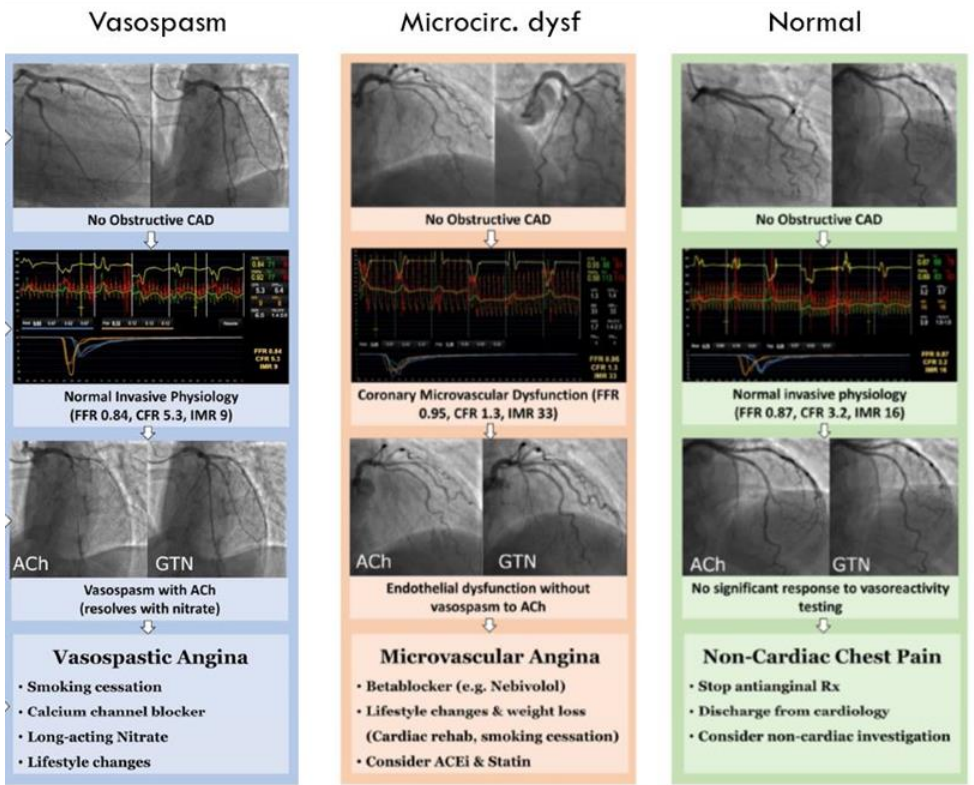 Vasospasm
Microcirc. dysf
Normal
No Obstructive CAD
No Obstructive CAD
No Obstructive CAD
FFR 0.84
CFR 5.3
IMR 9
FFR 0.95
CFR 1.3
IMR 33
FFR 0.87
CFR 3.2
IMR 16
Normal Invasive Physiology
(FFR 0.84, CFR 5.3, IMR 9)
Coronary Microvascular Dysfunction (FFR
0.95, CFR 1.3, IMR 33)
Normal invasive physiology
(FFR 0.87, CFR 3.2, IMR 16)
ACh
GTN
ACh
GTN
ACh
GTN
Vasospasm with ACh
(resolves with nitrate)
Endothelial dysfunction without
vasospasm to ACh
No significant response to vasoreactivity
testing
Vasospastic Angina
• Smoking cessation
• Calcium channel blocker
• Long-acting Nitrate
• Lifestyle changes
Microvascular Angina
• Betablocker (e.g. Nebivolol)
• Lifestyle changes & weight loss
(Cardiac rehab, smoking cessation)
• Consider ACEi & Statin
Non-Cardiac Chest Pain
• Stop antianginal Rx
• Discharge from cardiology
• Consider non-cardiac investigation